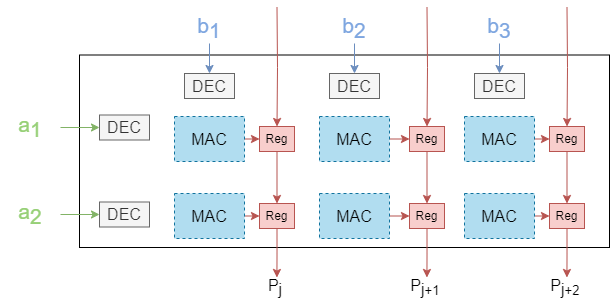 b1 b2 b3
DEC DEC DEC
a1 DEC
MAC Reg MAC Reg MAC Reg
a2 DEC
MAC Reg MAC Reg MAC Reg
Pj Pj+1 Pj+2